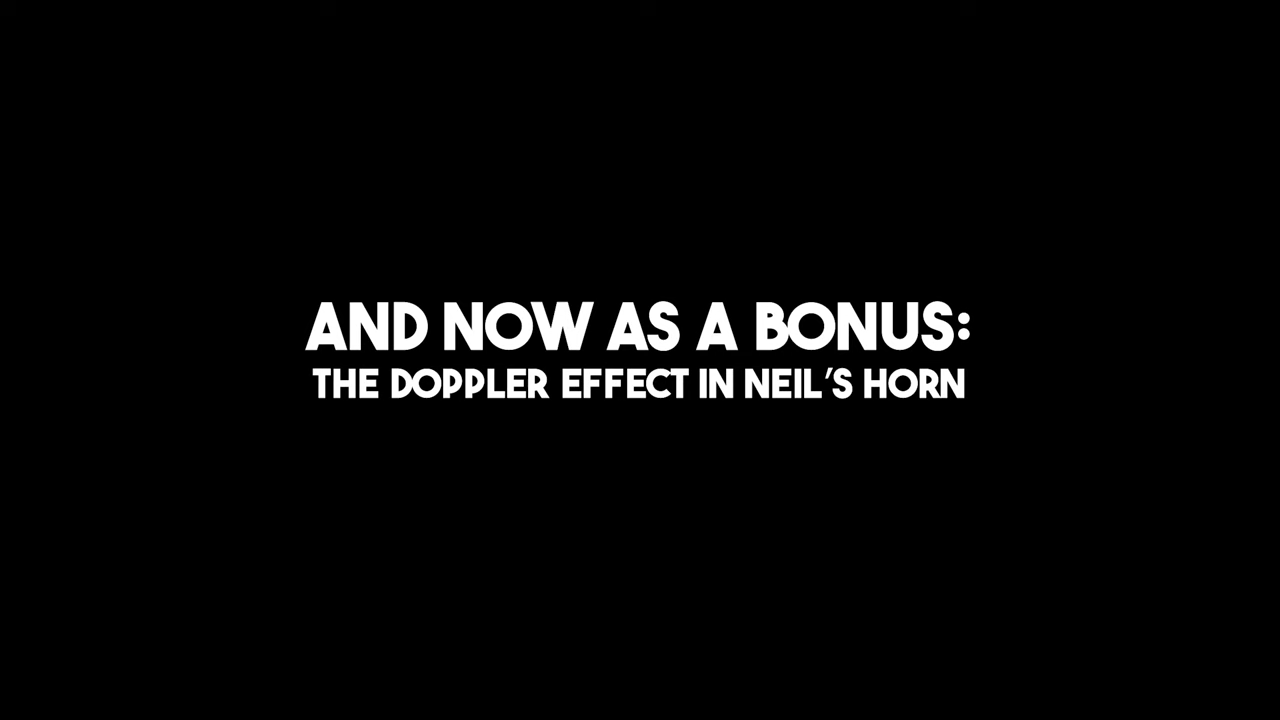 AND NOW AS A BONUS:
THE DOPPLER EFFECT IN NEIL'S HORN